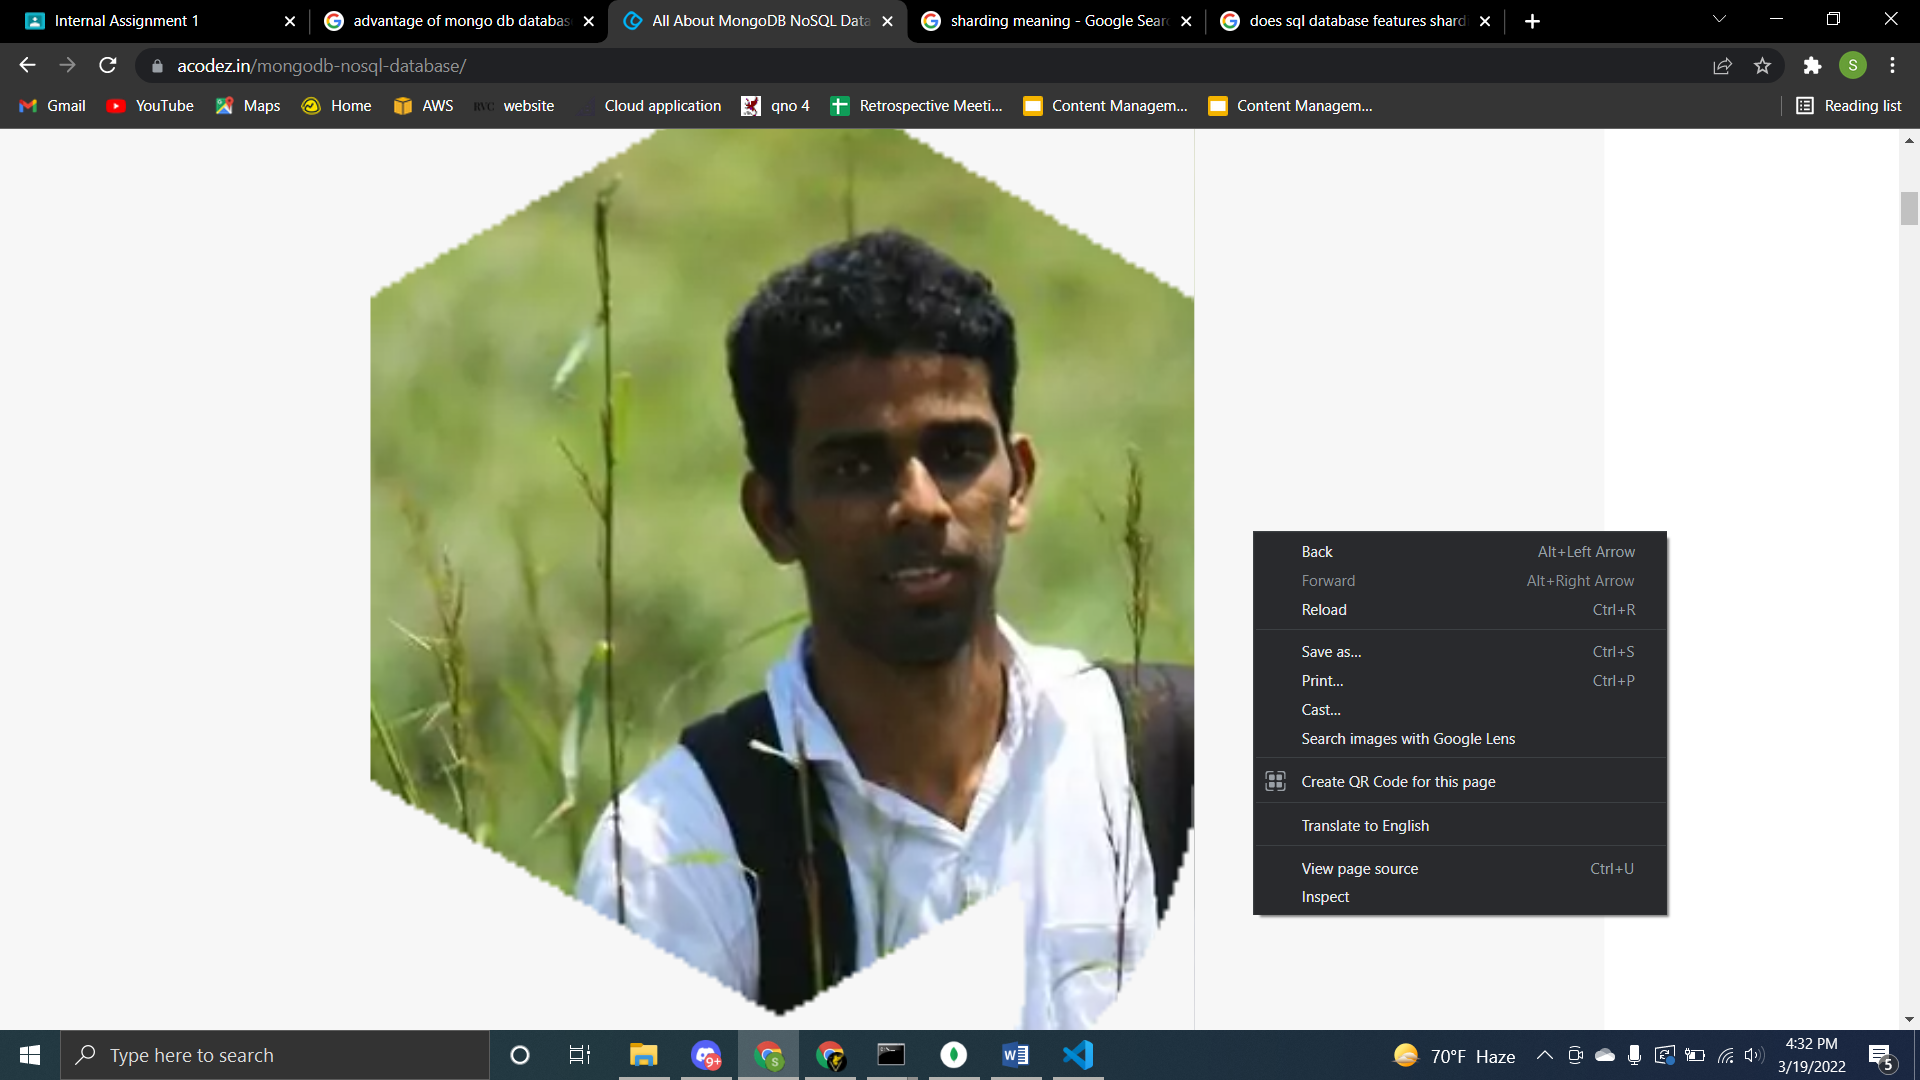 Internal Assignment 1
advantage of mongo db databas
All About MongoDB NoSQL Data
sharding meaning - Google Sear
does sql database features shard
acodez.in/mongodb-nosql-database/
S
Gmail
YouTube
Maps
Home
AWS
RVC website
Cloud application
qno 4
Retrospective Meeti...
Content Managem...
Content Managem...
Reading list
Back Alt+Left Arrow
Forward Alt+Right Arrow
Reload Ctrl+R
Save as... Ctrl+S
Print... Ctrl+P
Cast...
Search images with Google Lens
Create QR Code for this page
Translate to English
View page source Ctrl+U
Inspect
Type here to search
9+
S
70°F Haze
4:32 PM
3/19/2022
5